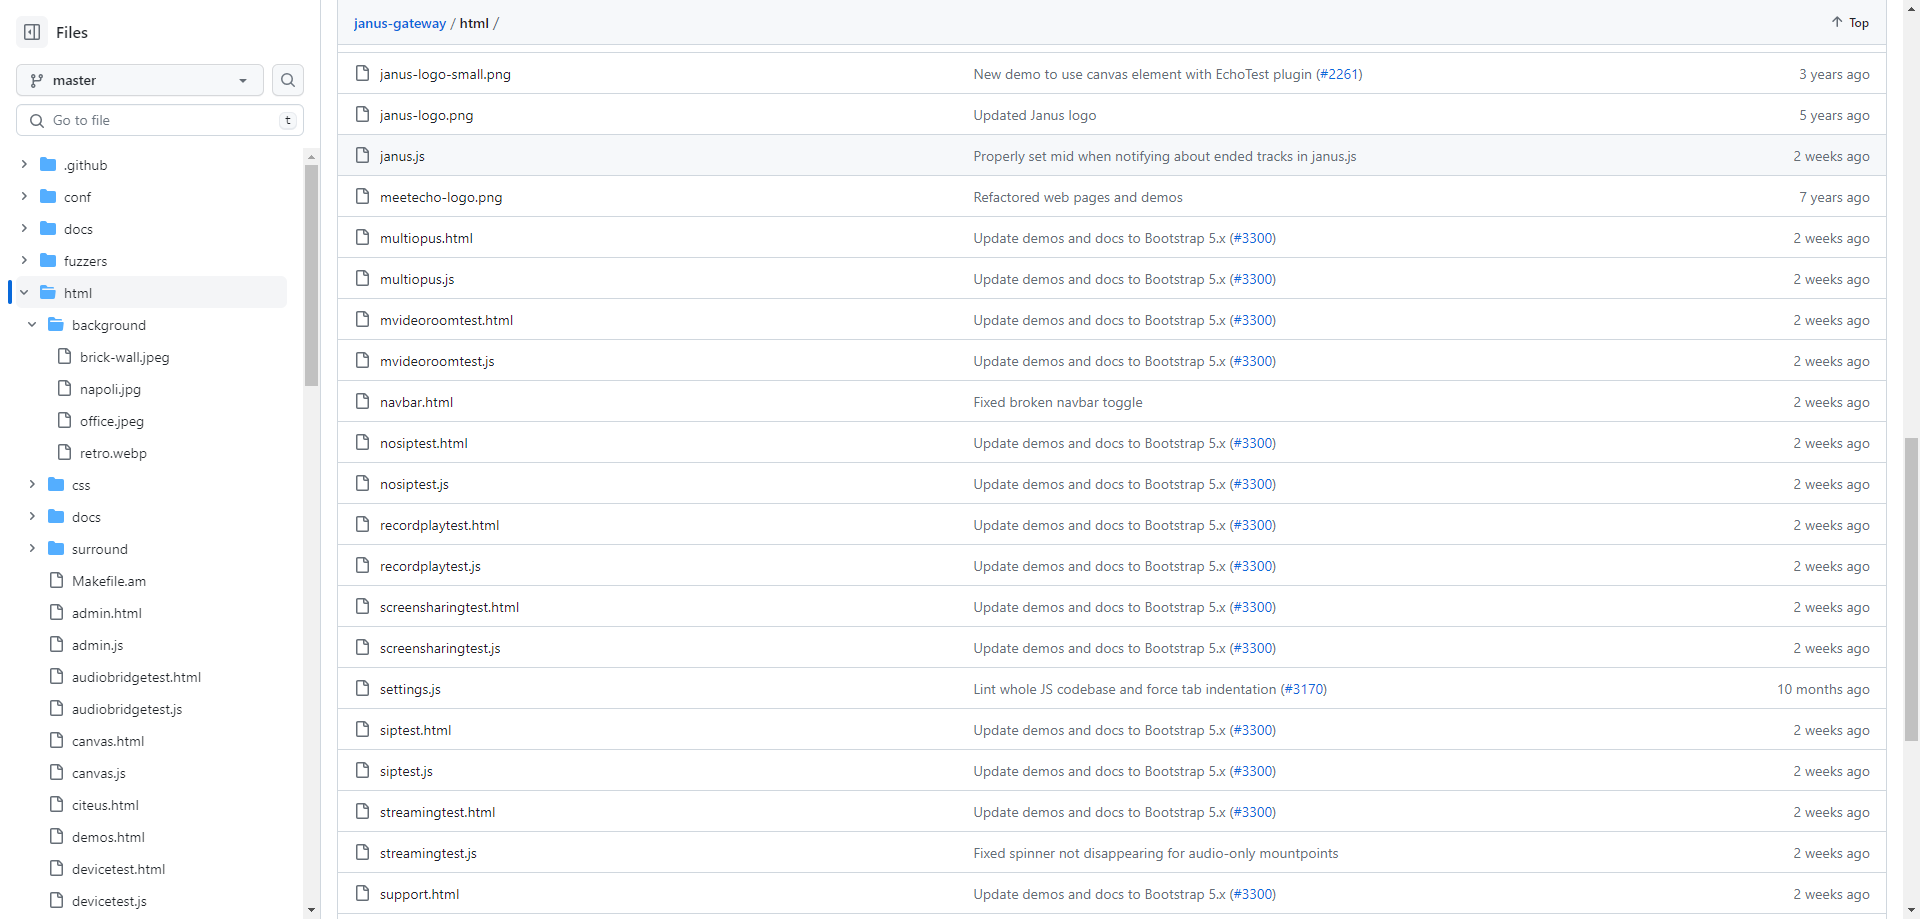 Files
master
Go to file
t
.github
conf
docs
fuzzers
html
background
brick-wall.jpeg
napoli.jpg
office.jpeg
retro.webp
css
docs
surround
Makefile.am
admin.html
admin.js
audiobridgetest.html
audiobridgetest.js
canvas.html
canvas.js
citeus.html
demos.html
devicetest.html
devicetest.js
janus-gateway / html /
Top
janus-logo-small.png New demo to use canvas element with EchoTest plugin (#2261) 3 years ago
janus-logo.png Updated Janus logo 5 years ago
janus.js Properly set mid when notifying about ended tracks in janus.js 2 weeks ago
meetecho-logo.png Refactored web pages and demos 7 years ago
multiopus.html Update demos and docs to Bootstrap 5.x (#3300) 2 weeks ago
multiopus.js Update demos and docs to Bootstrap 5.x (#3300) 2 weeks ago
mvideoroomtest.html Update demos and docs to Bootstrap 5.x (#3300) 2 weeks ago
mvideoroomtest.js Update demos and docs to Bootstrap 5.x (#3300) 2 weeks ago
navbar.html Fixed broken navbar toggle 2 weeks ago
nosiptest.html Update demos and docs to Bootstrap 5.x (#3300) 2 weeks ago
nosiptest.js Update demos and docs to Bootstrap 5.x (#3300) 2 weeks ago
recordplaytest.html Update demos and docs to Bootstrap 5.x (#3300) 2 weeks ago
recordplaytest.js Update demos and docs to Bootstrap 5.x (#3300) 2 weeks ago
screensharingtest.html Update demos and docs to Bootstrap 5.x (#3300) 2 weeks ago
screensharingtest.js Update demos and docs to Bootstrap 5.x (#3300) 2 weeks ago
settings.js Lint whole JS codebase and force tab indentation (#3170) 10 months ago
siptest.html Update demos and docs to Bootstrap 5.x (#3300) 2 weeks ago
siptest.js Update demos and docs to Bootstrap 5.x (#3300) 2 weeks ago
streamingtest.html Update demos and docs to Bootstrap 5.x (#3300) 2 weeks ago
streamingtest.js Fixed spinner not disappearing for audio-only mountpoints 2 weeks ago
support.html Update demos and docs to Bootstrap 5.x (#3300) 2 weeks ago